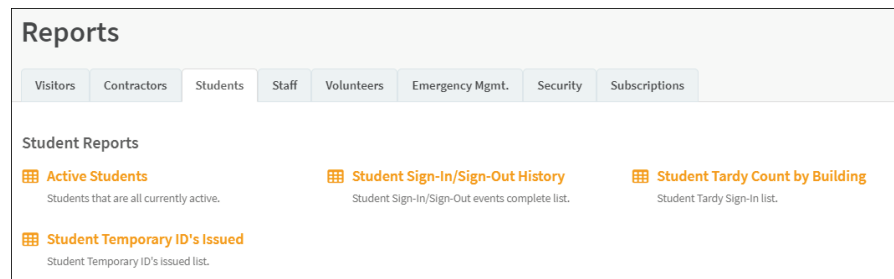 Reports
Visitors Contractors Students Staff Volunteers Emergency Mgmt. Security Subscriptions
Student Reports
Active Students Student Sign-In/Sign-Out History Student Tardy Count by Building
Students that are all currently active. Student Sign-In/Sign-Out events complete list. Student Tardy Sign-In list.
Student Temporary ID's Issued
Student Temporary ID's issued list.